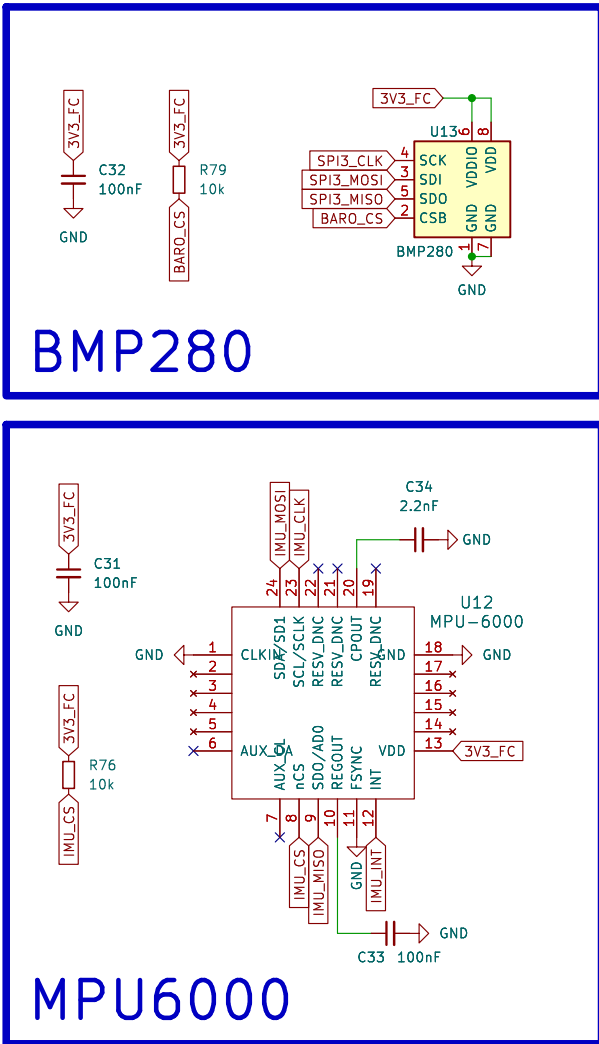 3V3_FC
C32
100nF
GND
3V3_FC
R79
10k
BARO_CS
3V3_FC
U13
6
8
VDDIO
VDD
SPI3_CLK
4
SCK
SPI3_MOSI
3
SDI
SPI3_MISO
5
SDO
BARO_CS
2
CSB
GND
GND
1
7
BMP280
GND
BMP280
3V3_FC
C31
100nF
GND
3V3_FC
R76
10k
IMU_CS
IMU_MOSI
IMU_CLK
C34
2.2nF
GND
24
23
22
21
20
19
U12
MPU-6000
SDA/SD1
SCL/SCLK
RESV_DNC
RESV_DNC
CPOUT
RESV_DNC
GND
1
CLKIN
GND
18
GND
2
17
3
16
4
15
5
14
6
AUX_DA
VDD
13
3V3_FC
AUX_CL
nCS
SDO/AD0
REGOUT
FSYNC
INT
7
8
9
10
11
12
IMU_CS
IMU_MISO
GND
IMU_INT
C33
100nF
GND
MPU6000